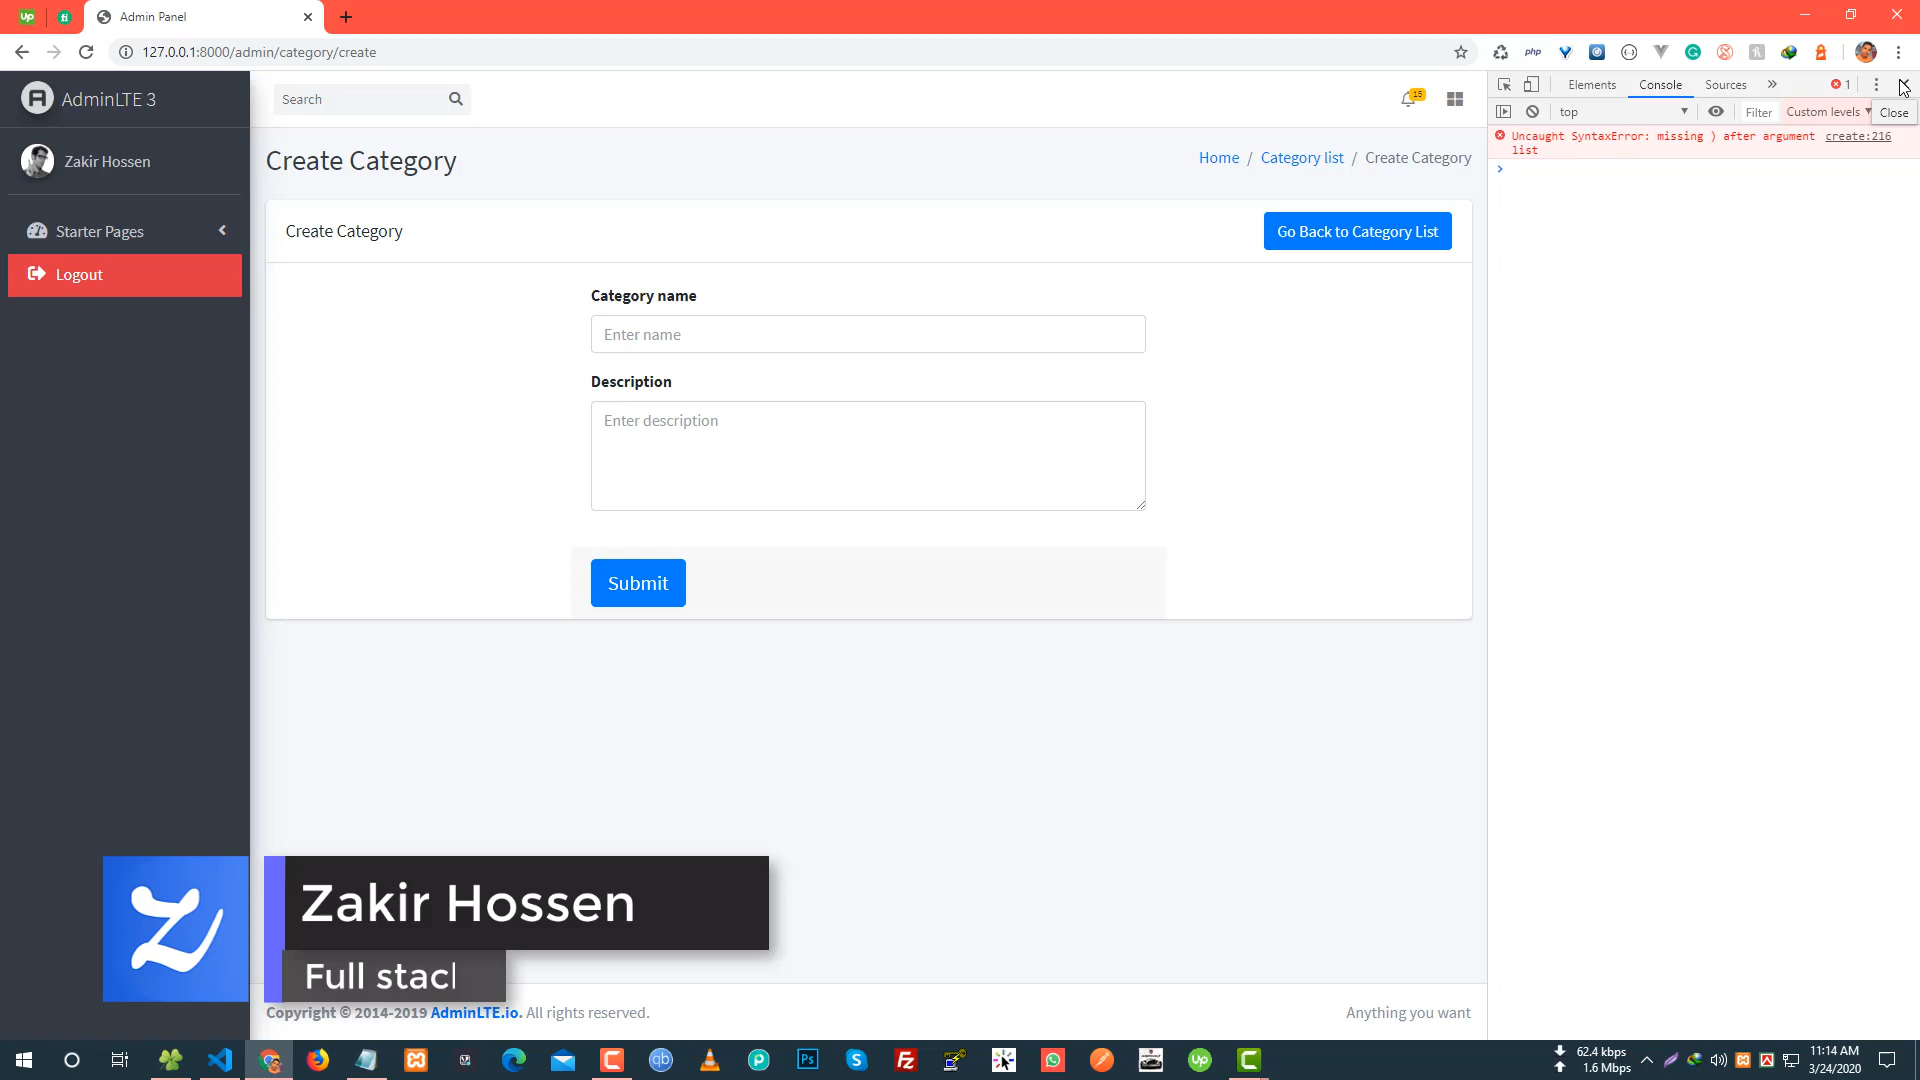 Admin Panel
127.0.0.1:8000/admin/category/create
AdminLTE 3
Zakir Hossen
Starter Pages
Logout
Search
15
Create Category
Home / Category list / Create Category
Create Category
Go Back to Category List
Category name
Enter name
Description
Enter description
Submit
Elements Console Sources » 1
top Filter Custom levels
Close
Uncaught SyntaxError: missing ) after argument create:216
list
Zakir Hossen
Full stac
Copyright © 2014-2019 AdminLTE.io. All rights reserved.
Anything you want
62.4 kbps
1.6 Mbps
11:14 AM
3/24/2020